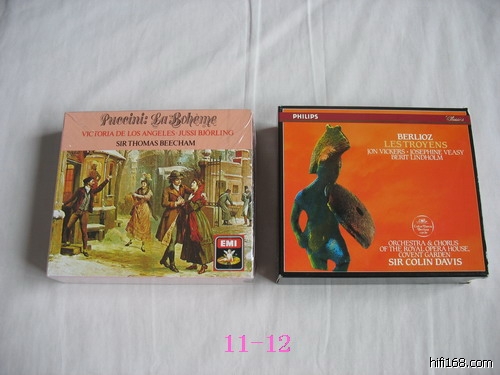 Puccini: La Bohème
VICTORIA DE LOS ANGELES · JUSSI BJÖRLING
SIR THOMAS BEECHAM
EMI
PHILIPS
BERLIOZ
LES TROYENS
JON VICKERS · JOSEPHINE VEASY
BERIT LINDHOLM
ORCHESTRA & CHORUS
OF THE ROYAL OPERA HOUSE,
COVENT GARDEN
SIR COLIN DAVIS
11-12
hifi168.com